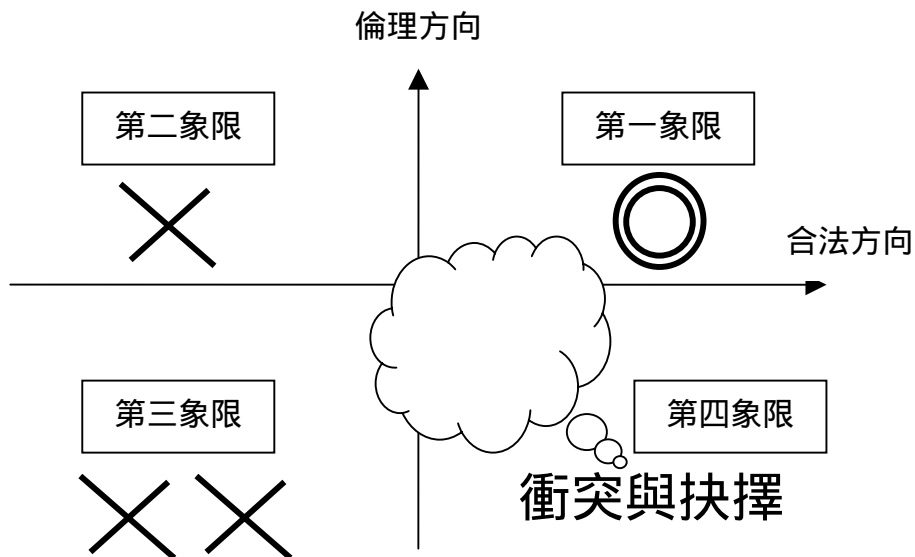 倫理方向
第二象限
第一象限
合法方向
第三象限
第四象限
衝突與抉擇